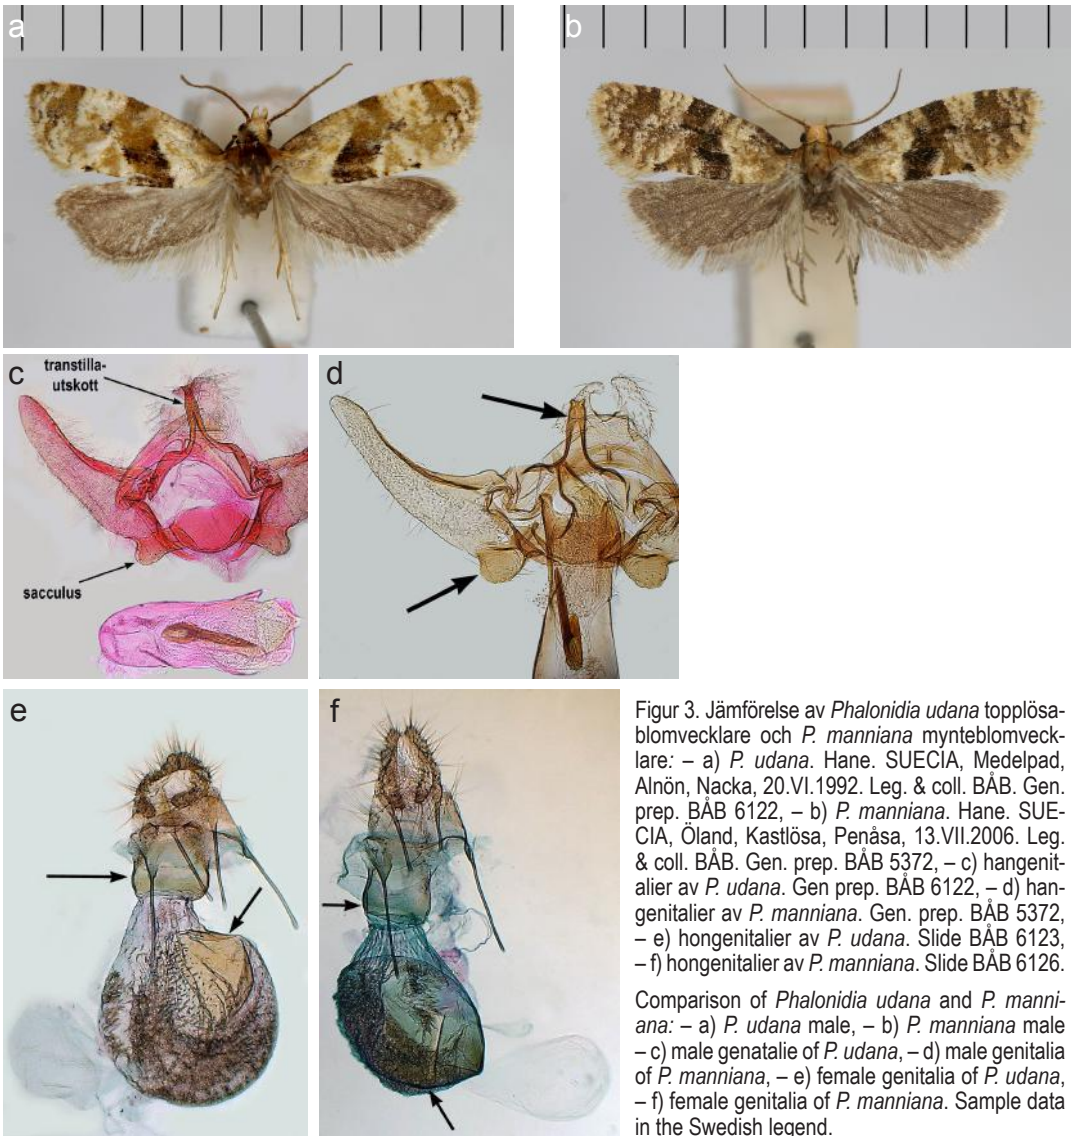 a
b
c
transtilla-
utskott
sacculus
d
e
f
Figur 3. Jämförelse av Phalonidia udana topplösa-
blomvecklare och P. manniana mynteblomveck-
lare: – a) P. udana. Hane. SUECIA, Medelpad,
Alnön, Nacka, 20.VI.1992. Leg. & coll. BÅB. Gen.
prep. BÅB 6122, – b) P. manniana. Hane. SUE-
CIA, Öland, Kastlösa, Penåsa, 13.VII.2006. Leg.
& coll. BÅB. Gen. prep. BÅB 5372, – c) hangenit-
alier av P. udana. Gen prep. BÅB 6122, – d) han-
genitalier av P. manniana. Gen. prep. BÅB 5372,
– e) hongenitalier av P. udana. Slide BÅB 6123,
– f) hongenitalier av P. manniana. Slide BÅB 6126.
Comparison of Phalonidia udana and P. manni-
ana: – a) P. udana male, – b) P. manniana male
– c) male genatalie of P. udana, – d) male genitalia
of P. manniana, – e) female genitalia of P. udana,
– f) female genitalia of P. manniana. Sample data
in the Swedish legend.